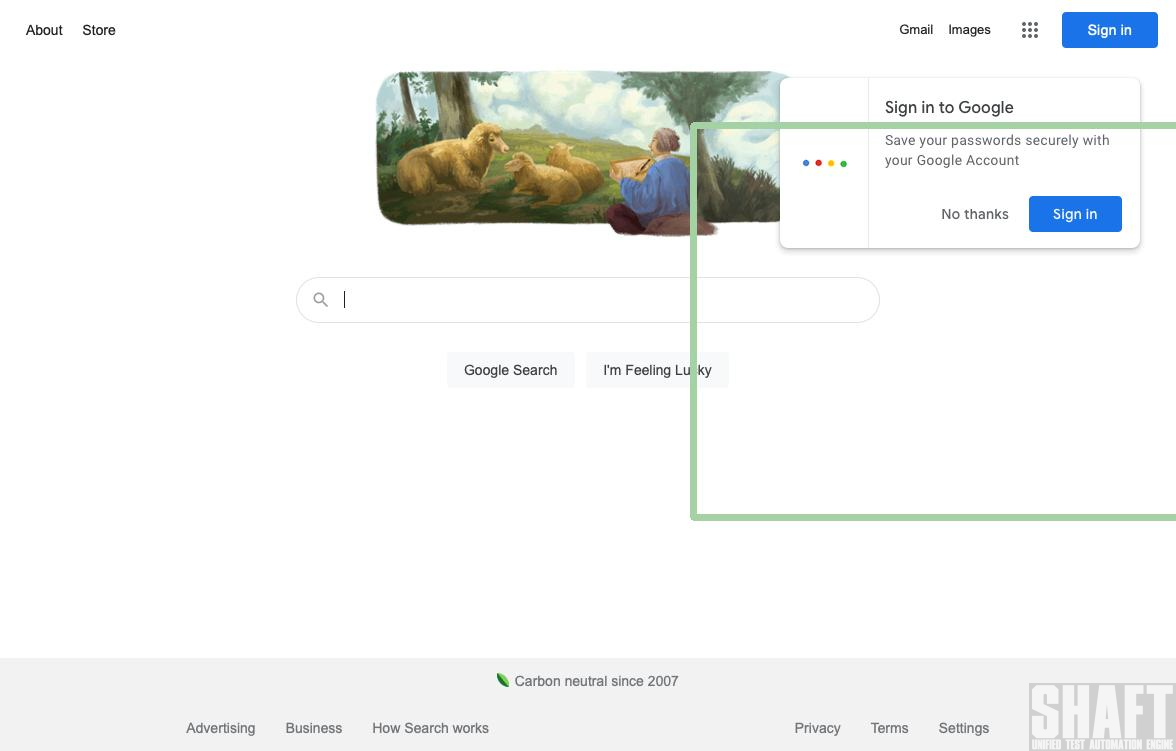 About Store
Gmail Images Sign in
Sign in to Google
Save your passwords securely with
your Google Account
No thanks Sign in
Google Search I'm Feeling Lucky
Carbon neutral since 2007
Advertising Business How Search works
Privacy Terms Settings
SHAFT
UNIFIED TEST AUTOMATION ENGINE